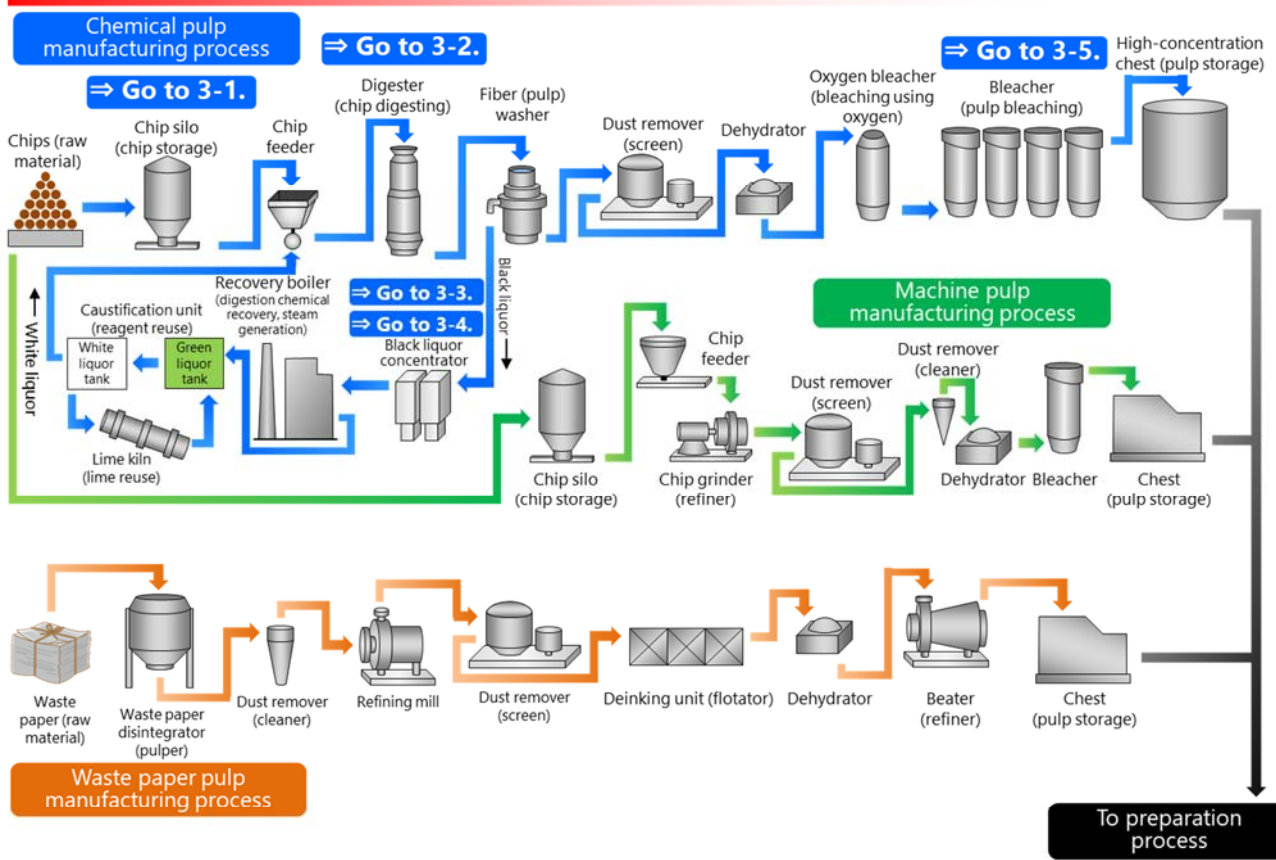 Chemical pulp
manufacturing process
⇒ Go to 3-1.
⇒ Go to 3-2.
⇒ Go to 3-5.
Chips (raw
material)
Chip silo
(chip storage)
Chip
feeder
Digester
(chip digesting)
Fiber (pulp)
washer
Dust remover
(screen)
Dehydrator
Oxygen bleacher
(bleaching using
oxygen)
Bleacher
(pulp bleaching)
High-concentration
chest (pulp storage)
White liquor
Caustification unit
(reagent reuse)
White
liquor
tank
Green
liquor
tank
Lime kiln
(lime reuse)
Recovery boiler
(digestion chemical
recovery, steam
generation)
⇒ Go to 3-3.
⇒ Go to 3-4.
Black liquor
concentrator
Black liquor
Machine pulp
manufacturing process
Chip silo
(chip storage)
Chip
feeder
Chip grinder
(refiner)
Dust remover
(screen)
Dust remover
(cleaner)
Dehydrator
Bleacher
Chest
(pulp storage)
Waste
paper (raw
material)
Waste paper
disintegrator
(pulper)
Dust remover
(cleaner)
Refining mill
Dust remover
(screen)
Deinking unit (flotator)
Dehydrator
Beater
(refiner)
Chest
(pulp storage)
Waste paper pulp
manufacturing process
To preparation
process